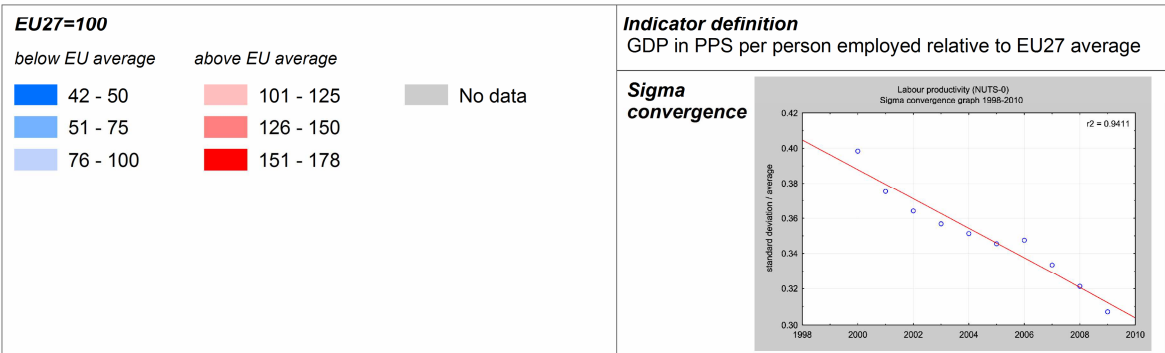 EU27=100
below EU average above EU average
42 - 50 101 - 125 No data
51 - 75 126 - 150
76 - 100 151 - 178
Indicator definition
GDP in PPS per person employed relative to EU27 average
Sigma
convergence
Labour productivity (NUTS-0)
Sigma convergence graph 1998-2010
r2 = 0.9411
standard deviation / average
0.42
0.40
0.38
0.36
0.34
0.32
0.30
1998 2000 2002 2004 2006 2008 2010